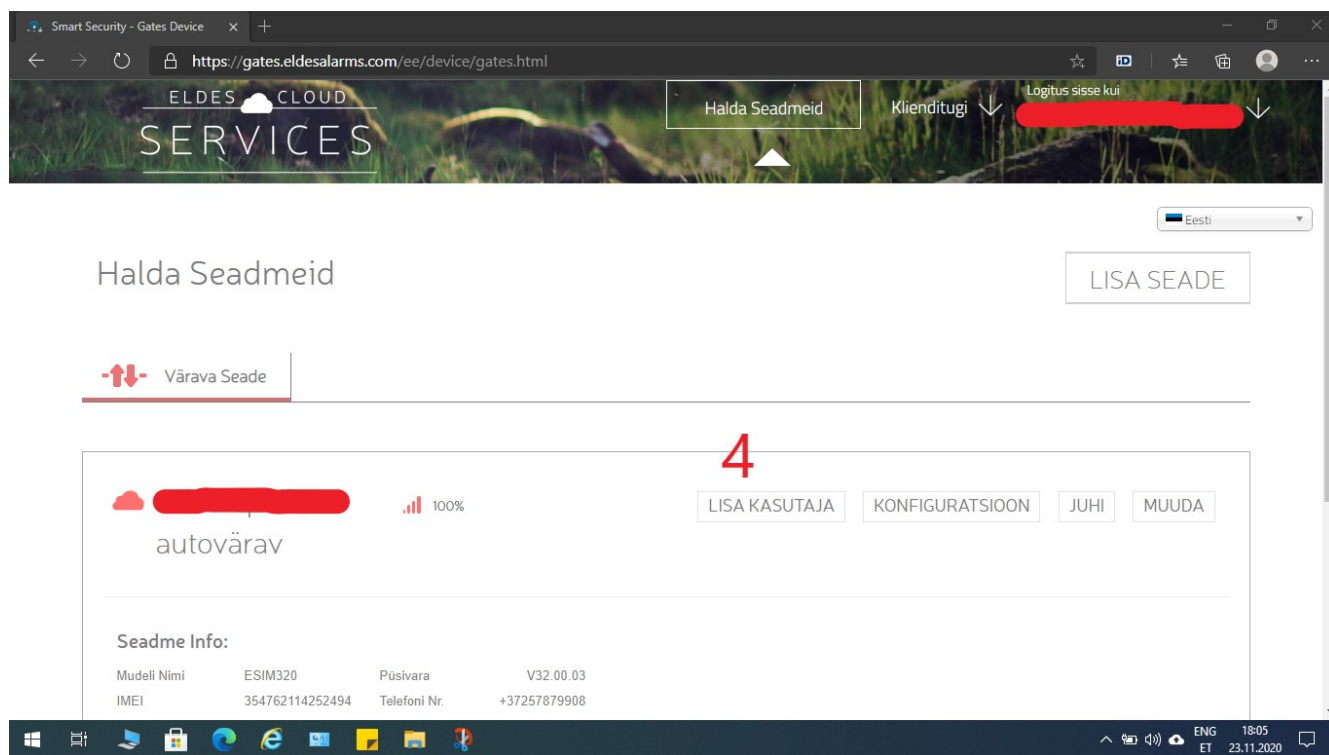 Smart Security - Gates Device
https://gates.eldesalarms.com/ee/device/gates.html
ELDES CLOUD
SERVICES
Halda Seadmeid
Klienditugi
Logitus sisse kui
Eesti
Halda Seadmeid
LISA SEADE
Värava Seade
4
100%
LISA KASUTAJA
KONFIGURATSIOON
JUHI
MUUDA
autovärav
Seadme Info:
Mudeli Nimi ESIM320 Püsivara V32.00.03
IMEI 354762114252494 Telefoni Nr. +37257879908
ENG 18:05
ET 23.11.2020